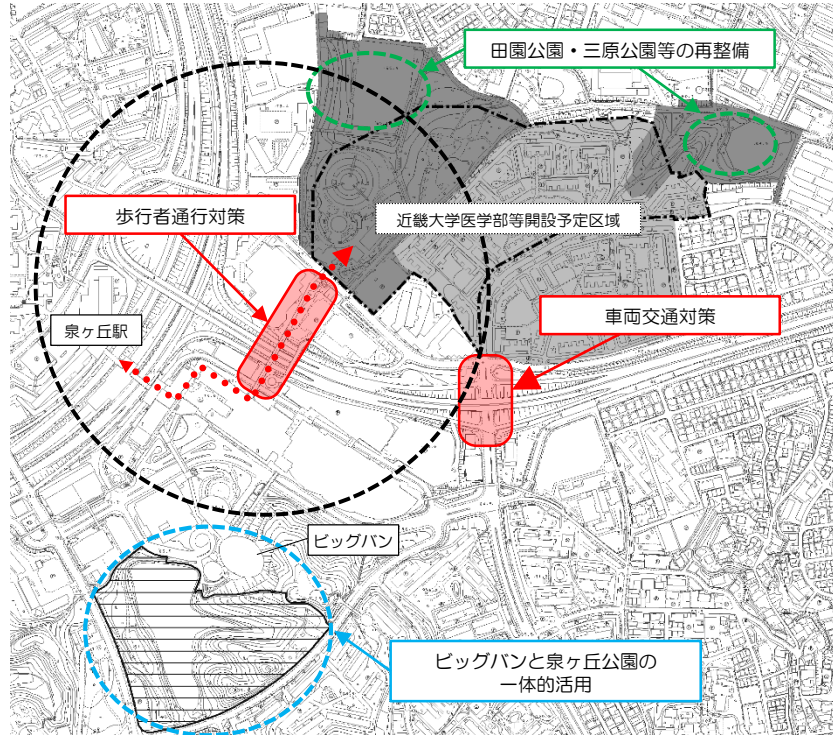 田園公園・三原公園等の再整備
歩行者通行対策
近畿大学医学部等開設予定区域
泉ヶ丘駅
車両交通対策
ビッグバン
ビッグバンと泉ヶ丘公園の
一体的活用